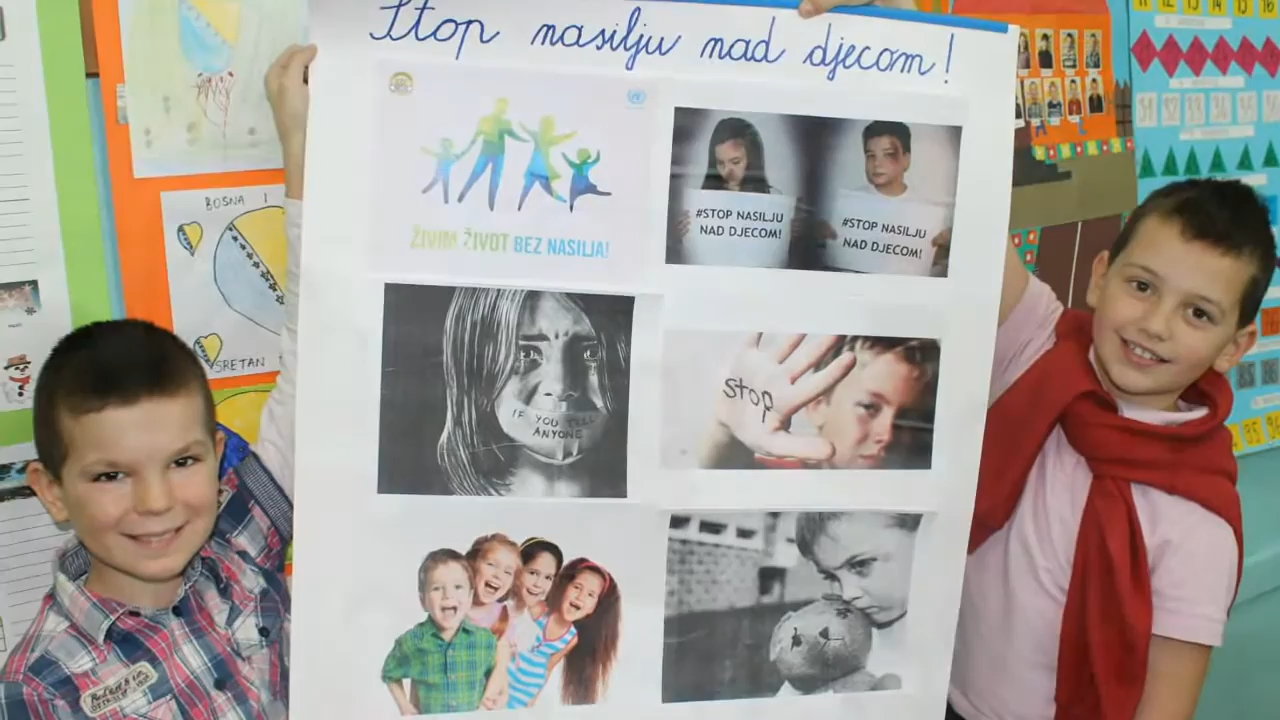 Stop nasilju nad djecom!
ŽIVIM ŽIVOT BEZ NASILJA!
#STOP NASILJU
NAD DJECOM!
#STOP NASILJU
NAD DJECOM!
IF YOU TELL
ANYONE
stop
BOSNA I
SRETAN